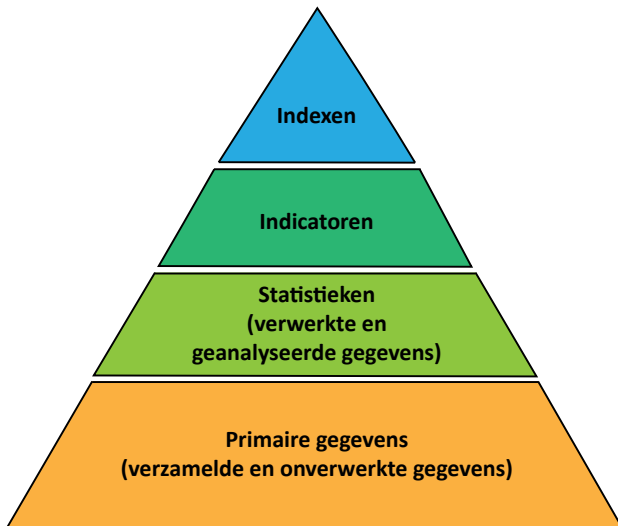 Indexen
Indicatoren
Statistieken
(verwerkte en
geanalyseerde gegevens)
Primaire gegevens
(verzamelde en onverwerkte gegevens)